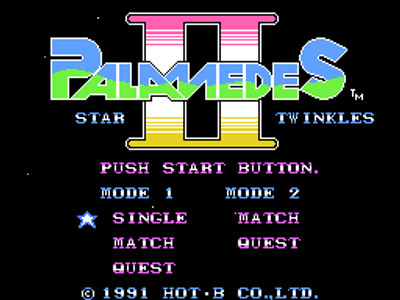 II
PALAMEDES TM
STAR TWINKLES
PUSH START BUTTON.
MODE 1 MODE 2
SINGLE MATCH
MATCH QUEST
QUEST
© 1991 HOT·B CO.,LTD.